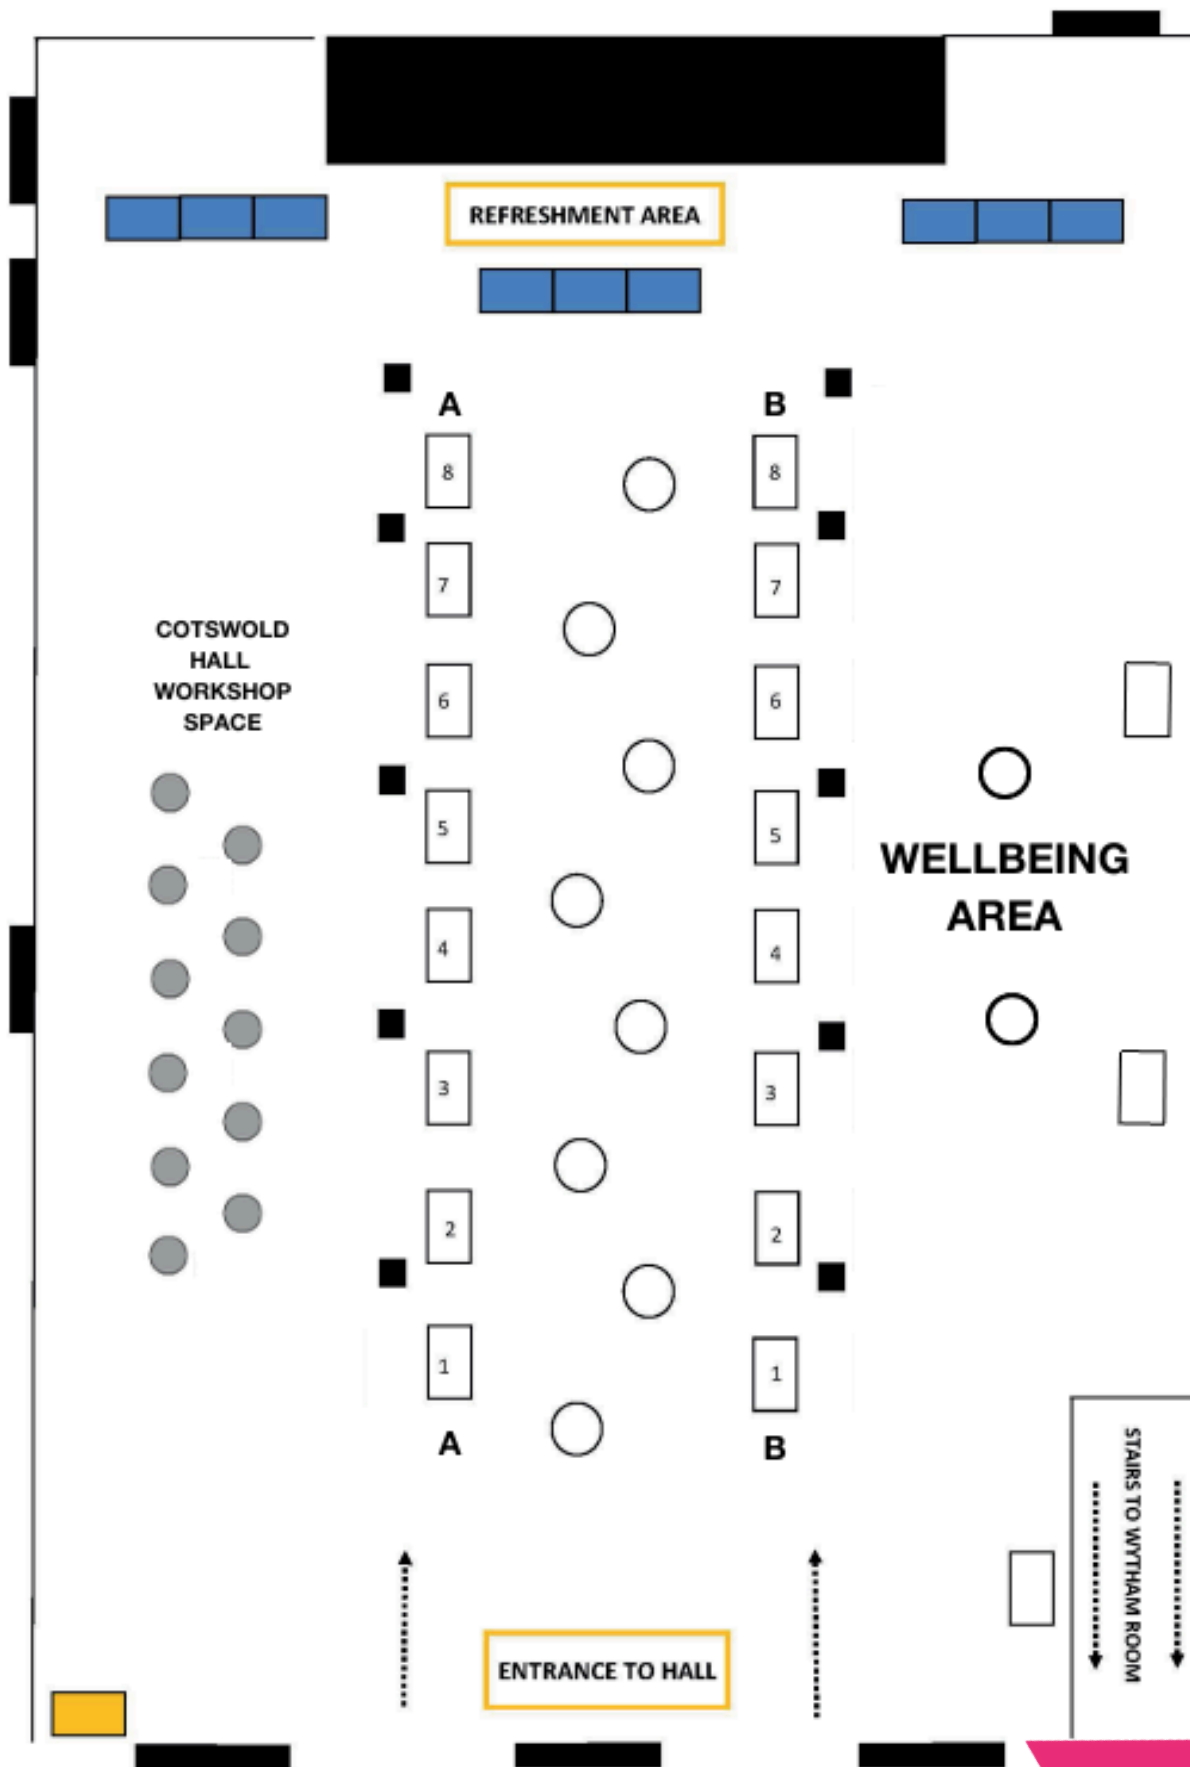 REFRESHMENT AREA
A
B
8
8
7
7
COTSWOLD
HALL
WORKSHOP
SPACE
6
6
5
5
WELLBEING
AREA
4
4
3
3
2
2
1
1
A
B
STAIRS TO WYTHAM ROOM
ENTRANCE TO HALL